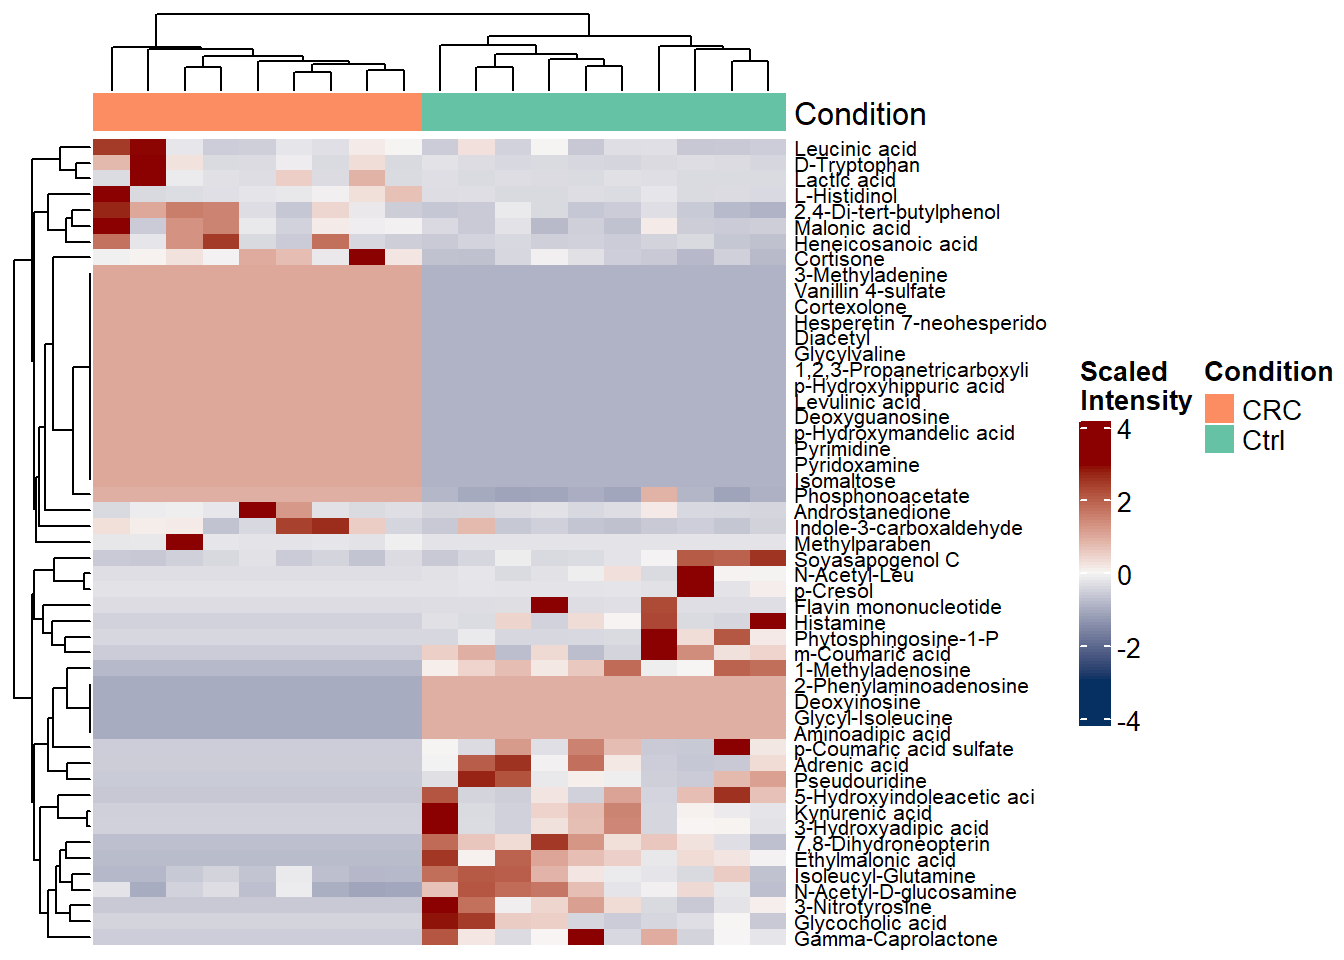 Condition
Leucinic acid
D-Tryptophan
Lactic acid
L-Histidinol
2,4-Di-tert-butylphenol
Malonic acid
Heneicosanoic acid
Cortisone
3-Methyladenine
Vanillin 4-sulfate
Cortexolone
Hesperetin 7-neohesperido
Diacetyl
Glycylvaline
1,2,3-Propanetricarboxyli
p-Hydroxyhippuric acid
Levulinic acid
Deoxyguanosine
p-Hydroxymandelic acid
Pyrimidine
Pyridoxamine
Isomaltose
Phosphonoacetate
Androstanedione
Indole-3-carboxaldehyde
Methylparaben
Soyasapogenol C
N-Acetyl-Leu
p-Cresol
Flavin mononucleotide
Histamine
Phytosphingosine-1-P
m-Coumaric acid
1-Methyladenosine
2-Phenylaminoadenosine
Deoxyinosine
Glycyl-Isoleucine
Aminoadipic acid
p-Coumaric acid sulfate
Adrenic acid
Pseudouridine
5-Hydroxyindoleacetic aci
Kynurenic acid
3-Hydroxyadipic acid
7,8-Dihydroneopterin
Ethylmalonic acid
Isoleucyl-Glutamine
N-Acetyl-D-glucosamine
3-Nitrotyrosine
Glycocholic acid
Gamma-Caprolactone
Scaled
Intensity
4
2
0
-2
-4
Condition
CRC
Ctrl